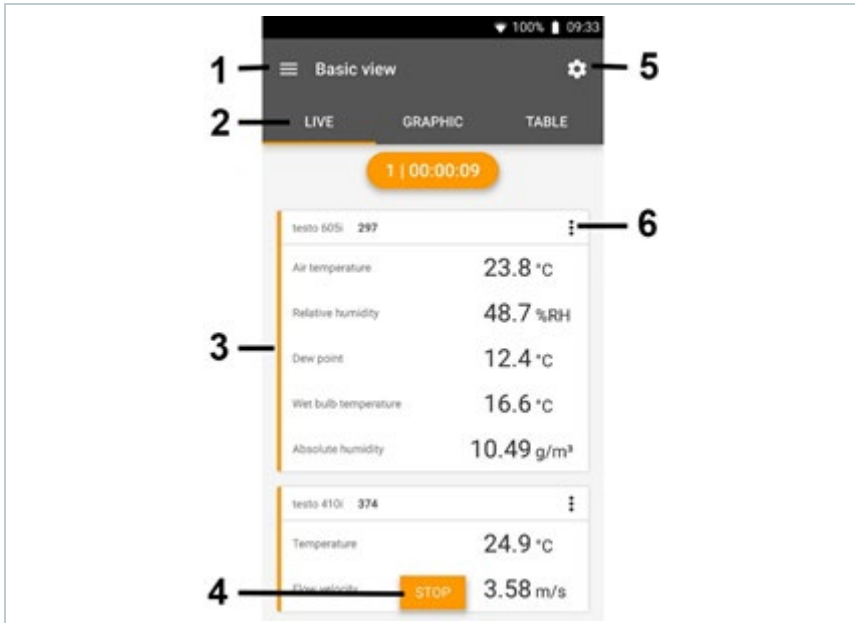 100% 09:33
1 Basic view 5
2 LIVE GRAPHIC TABLE
1 | 00:00:09
testo 605i 297 6
Air temperature 23.8 °C
Relative humidity 48.7 %RH
3
Dew point 12.4 °C
Wet bulb temperature 16.6 °C
Absolute humidity 10.49 g/m³
testo 410i 374
Temperature 24.9 °C
4 Flow velocity STOP 3.58 m/s